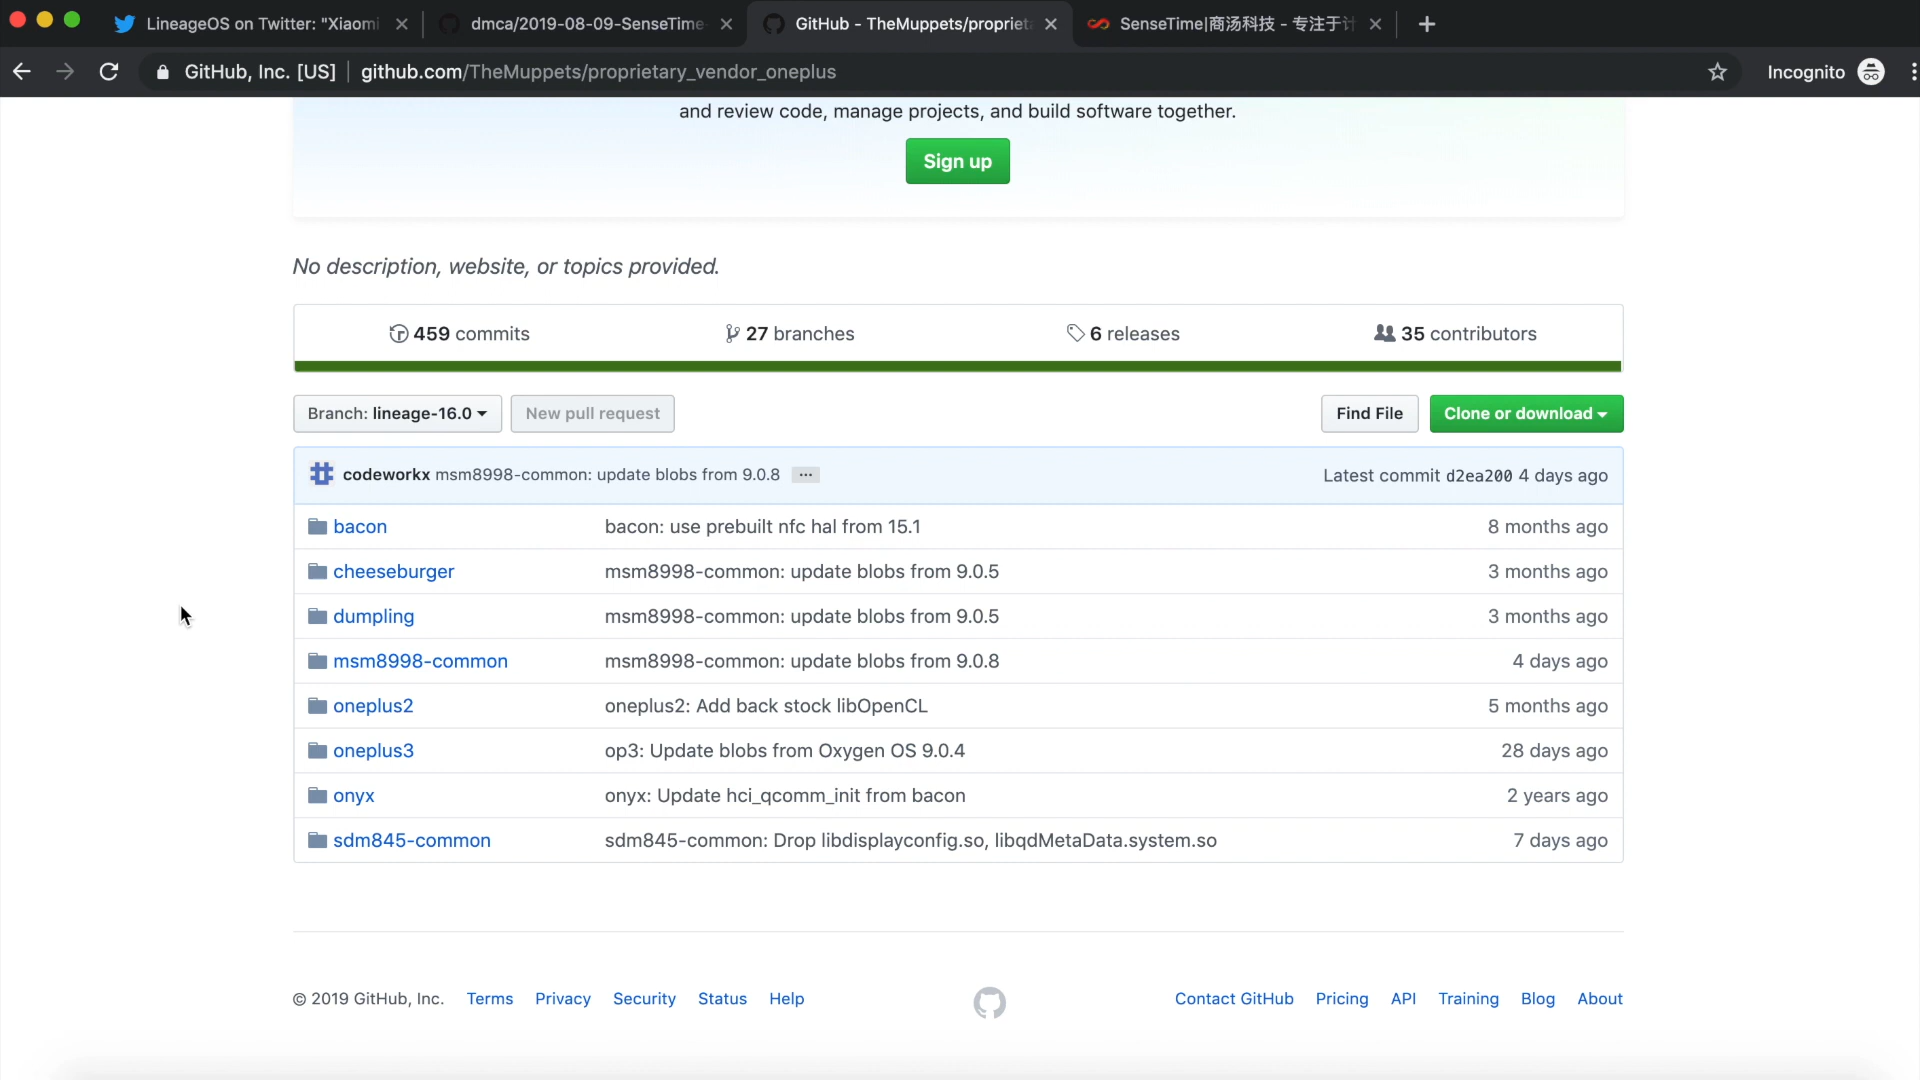 LineageOS on Twitter: "Xiaomi
dmca/2019-08-09-SenseTime-
GitHub - TheMuppets/propriet
SenseTime|商汤科技 - 专注于计
GitHub, Inc. [US]
github.com/TheMuppets/proprietary_vendor_oneplus
Incognito
and review code, manage projects, and build software together.
Sign up
No description, website, or topics provided.
459 commits
27 branches
6 releases
35 contributors
Branch: lineage-16.0
New pull request
Find File
Clone or download
codeworkx msm8998-common: update blobs from 9.0.8 ...
Latest commit d2ea200 4 days ago
bacon
bacon: use prebuilt nfc hal from 15.1
8 months ago
cheeseburger
msm8998-common: update blobs from 9.0.5
3 months ago
dumpling
msm8998-common: update blobs from 9.0.5
3 months ago
msm8998-common
msm8998-common: update blobs from 9.0.8
4 days ago
oneplus2
oneplus2: Add back stock libOpenCL
5 months ago
oneplus3
op3: Update blobs from Oxygen OS 9.0.4
28 days ago
onyx
onyx: Update hci_qcomm_init from bacon
2 years ago
sdm845-common
sdm845-common: Drop libdisplayconfig.so, libqdMetaData.system.so
7 days ago
© 2019 GitHub, Inc.
Terms
Privacy
Security
Status
Help
Contact GitHub
Pricing
API
Training
Blog
About